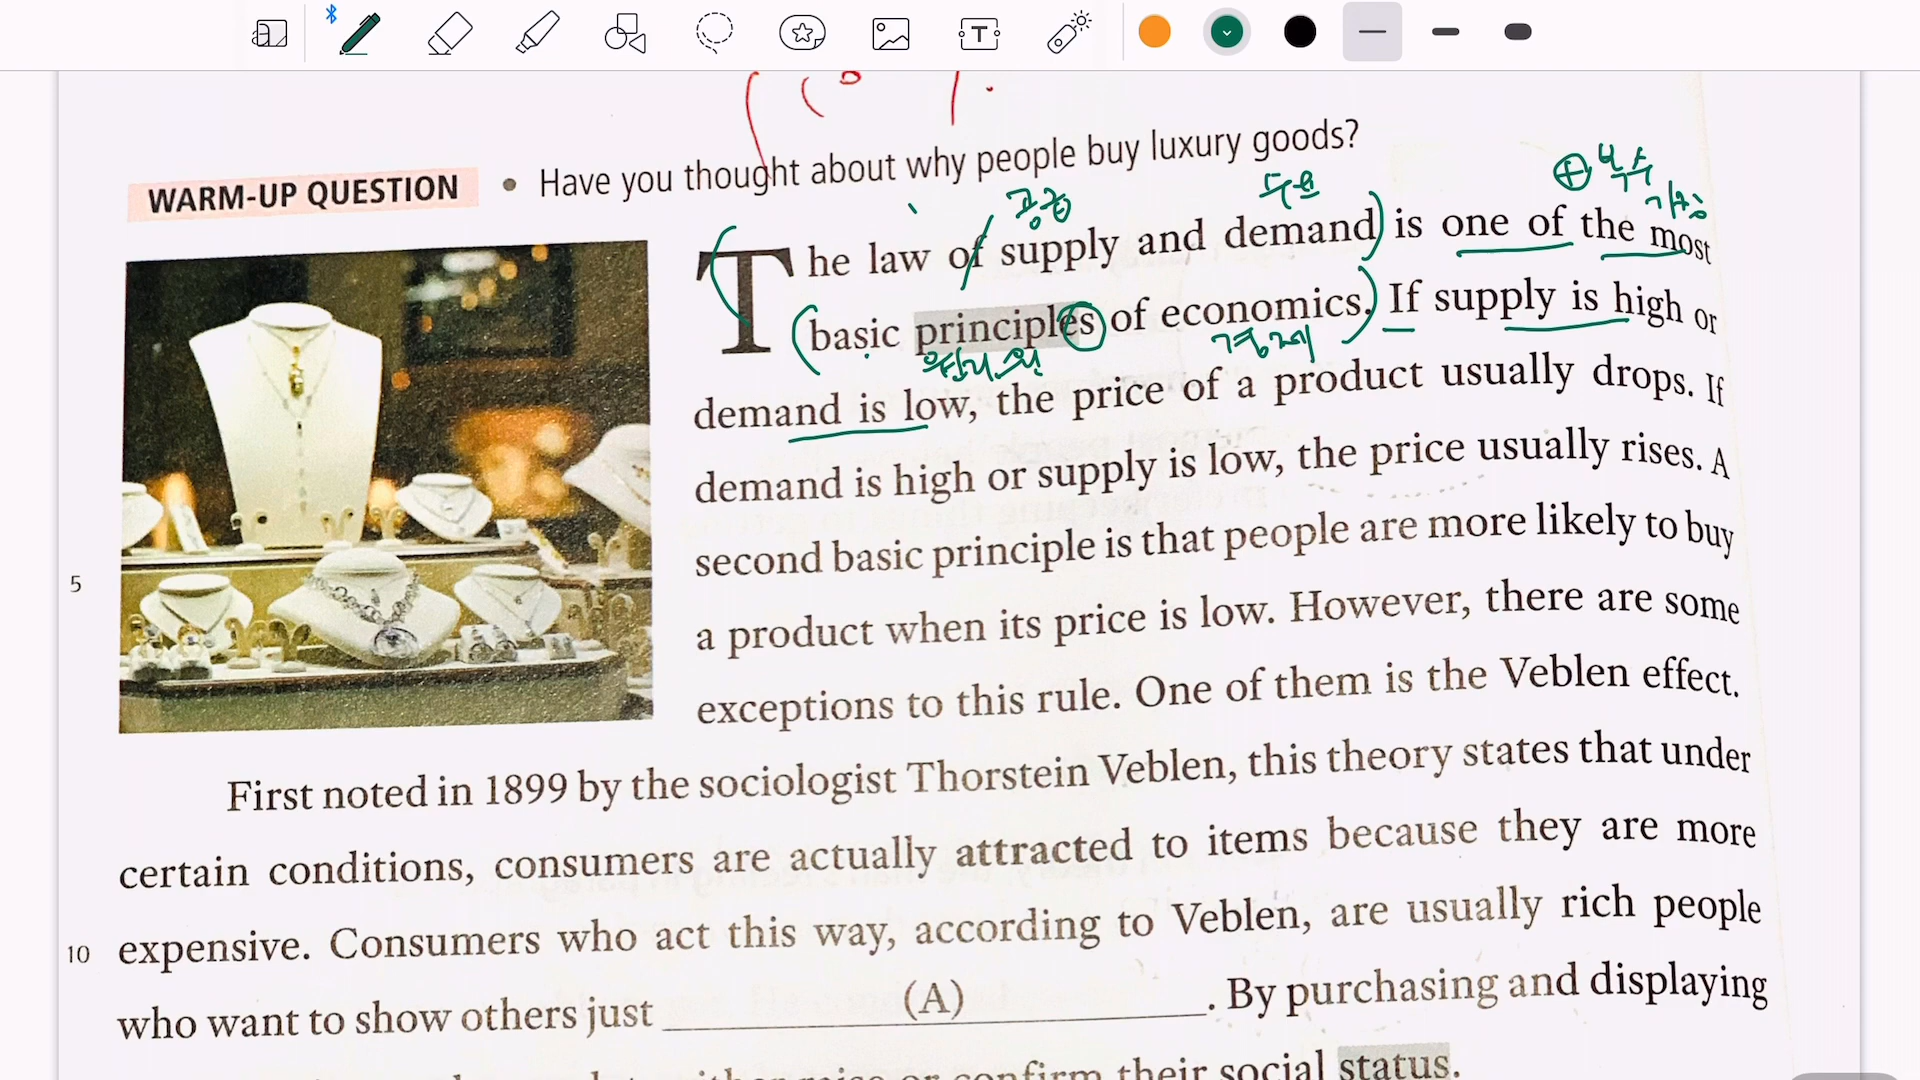 WARM-UP QUESTION • Have you thought about why people buy luxury goods?
공급
수요
⊕ 복수
가장
The law of supply and demand) is one of the most
(basic principles of economics.) If supply is high or
원리 원
경제
demand is low, the price of a product usually drops. If
demand is high or supply is low, the price usually rises. A
second basic principle is that people are more likely to buy
5
a product when its price is low. However, there are some
exceptions to this rule. One of them is the Veblen effect.
First noted in 1899 by the sociologist Thorstein Veblen, this theory states that under
certain conditions, consumers are actually attracted to items because they are more
10 expensive. Consumers who act this way, according to Veblen, are usually rich people
who want to show others just (A) . By purchasing and displaying
confirm their social status.